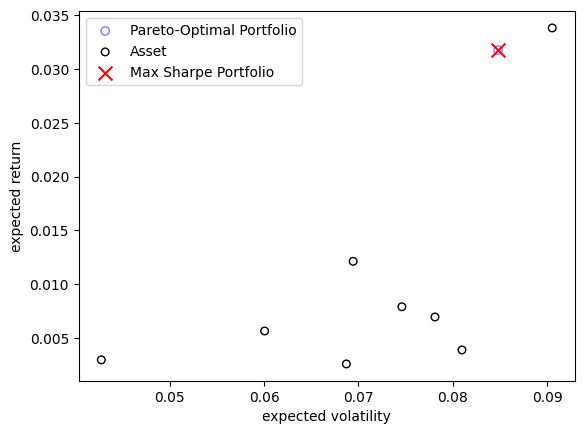 Pareto-Optimal Portfolio
Asset
Max Sharpe Portfolio
0.035
0.030
0.025
0.020
0.015
0.010
0.005
expected return
0.05 0.06 0.07 0.08 0.09
expected volatility